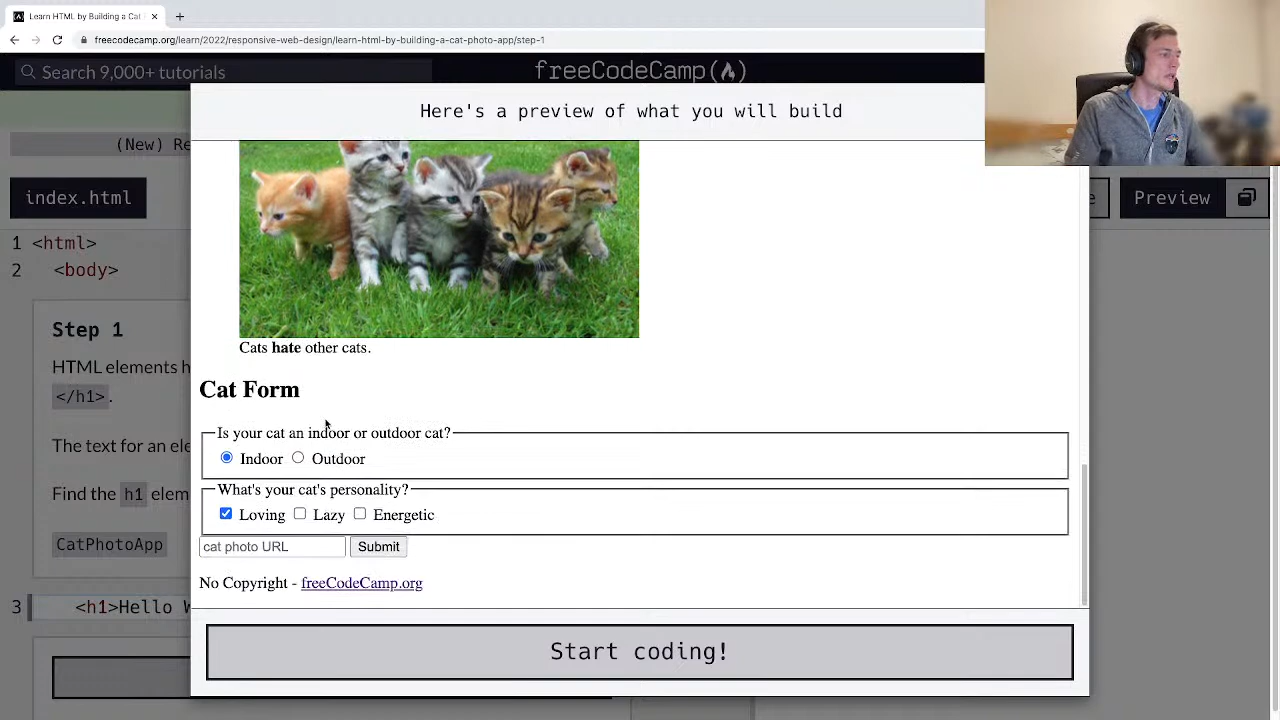 Learn HTML by Building a Cat
freecodecamp.org/learn/2022/responsive-web-design/learn-html-by-building-a-cat-photo-app/step-1
Search 9,000+ tutorials
freeCodeCamp
Here's a preview of what you will build
(New)
index.html
Preview
1 <html>
2 <body>
Step 1
HTML elements
</h1>.
The text for an
Find the h1
CatPhotoApp
3 <h1>Hello
Cats hate other cats.
Cat Form
Is your cat an indoor or outdoor cat?
Indoor Outdoor
What's your cat's personality?
Loving Lazy Energetic
cat photo URL Submit
No Copyright - freeCodeCamp.org
Start coding!